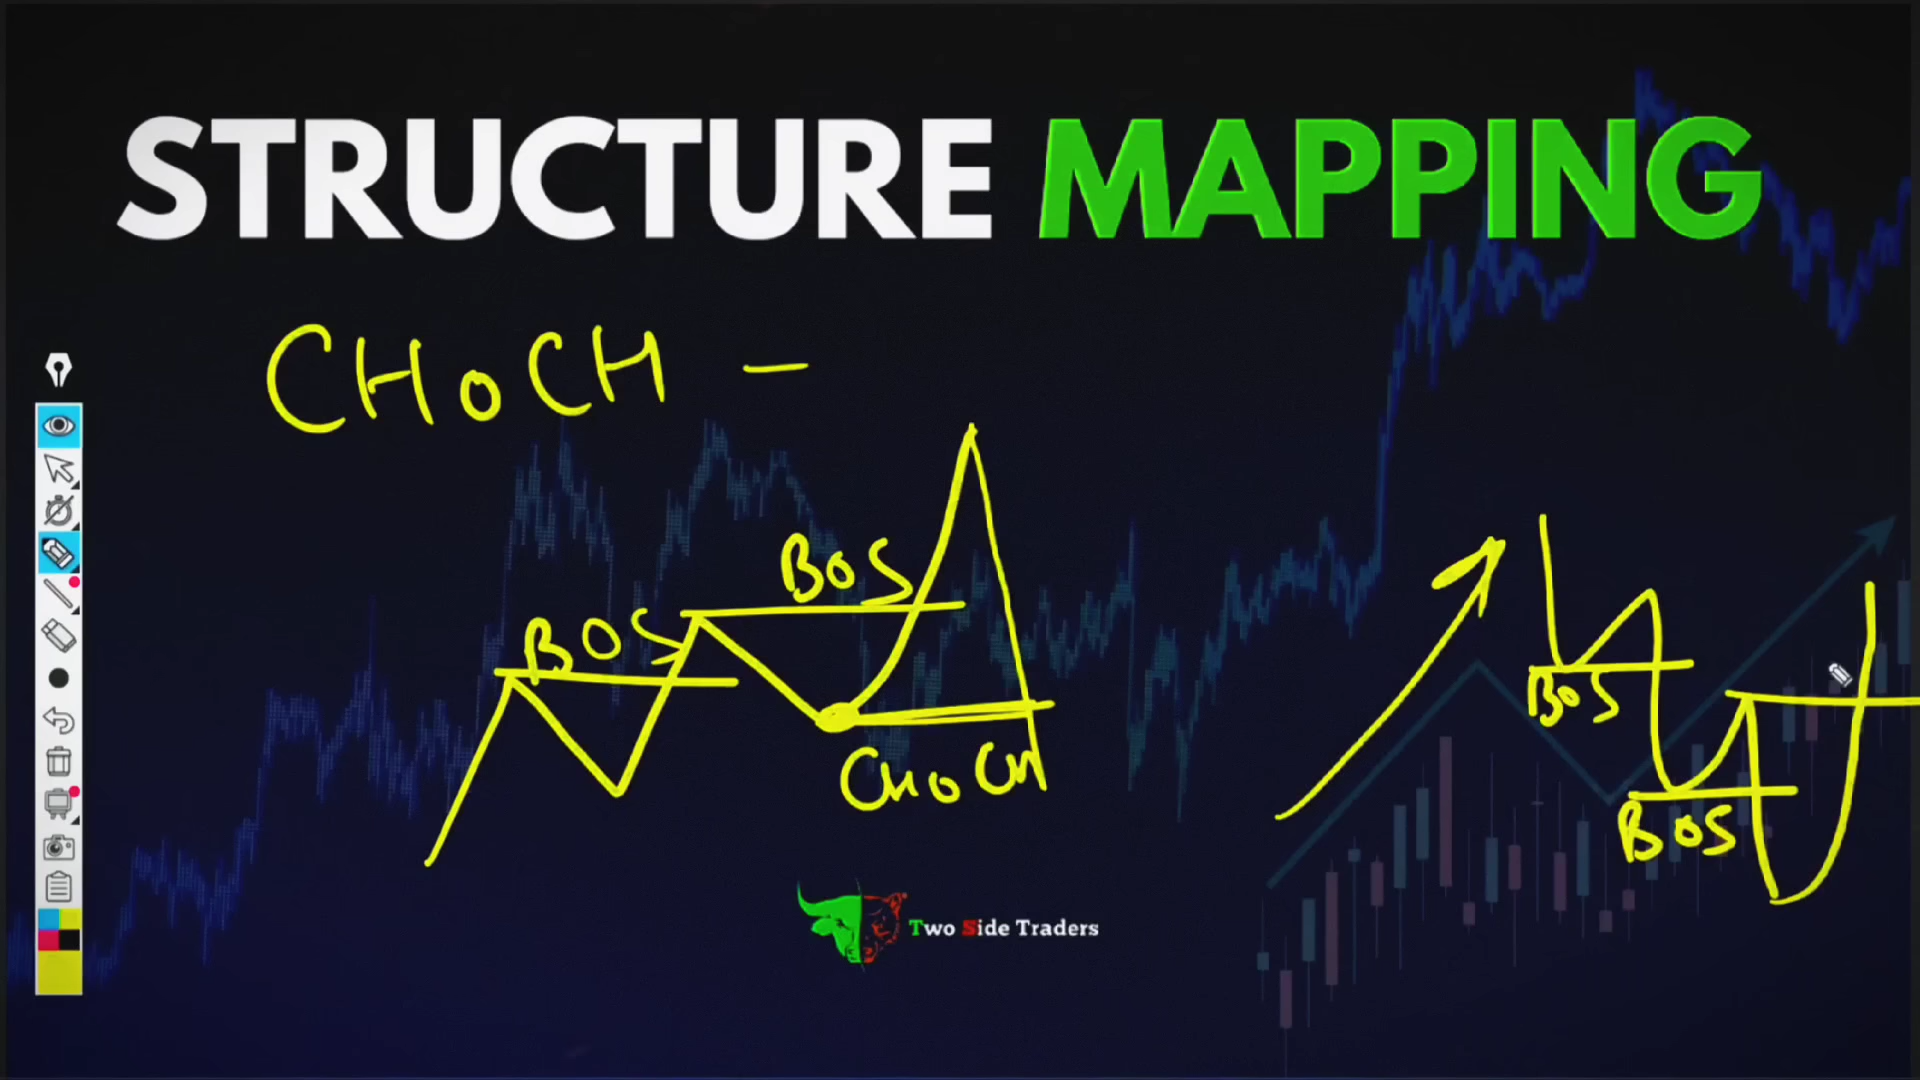 STRUCTURE MAPPING
CHOCH -
BOS
BOS
CHOCH
BOS
BOS
Two Side Traders